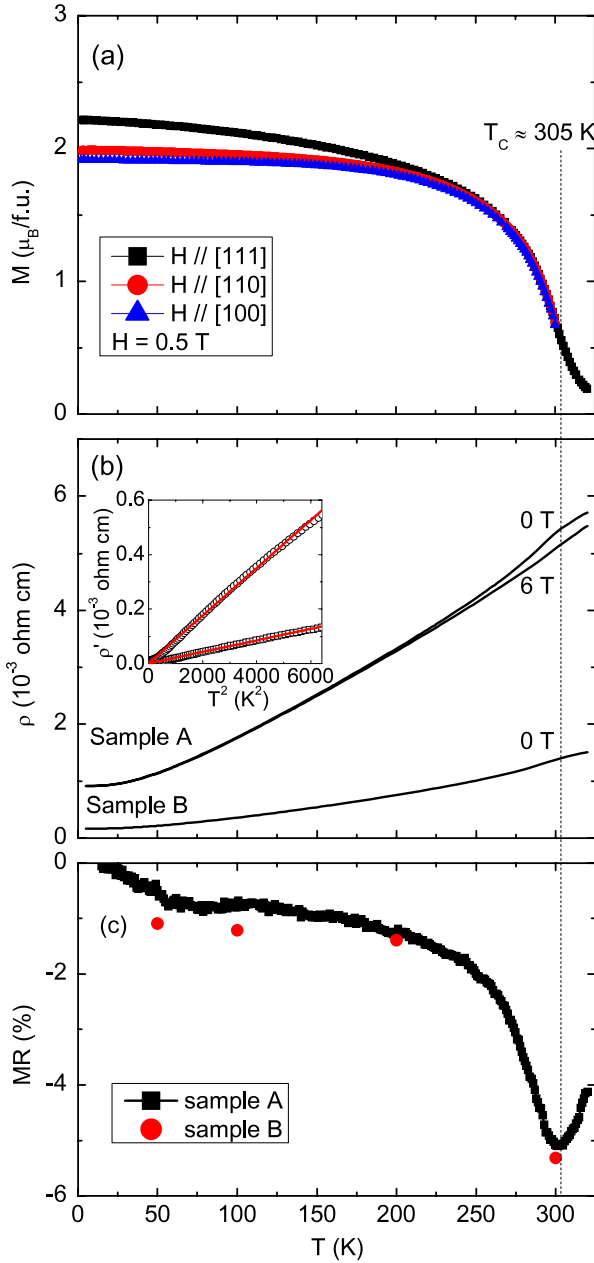 (a)
3
2
1
0
M (μB/f.u.)
T_C ≈ 305 K
H // [111]
H // [110]
H // [100]
H = 0.5 T
(b)
6
4
2
0
ρ (10⁻³ ohm cm)
0.6
0.4
0.2
0.0
ρ' (10⁻³ ohm cm)
0 2000 4000 6000
T² (K²)
0 T
6 T
Sample A
0 T
Sample B
(c)
0
-2
-4
-6
MR (%)
sample A
sample B
0 50 100 150 200 250 300
T (K)